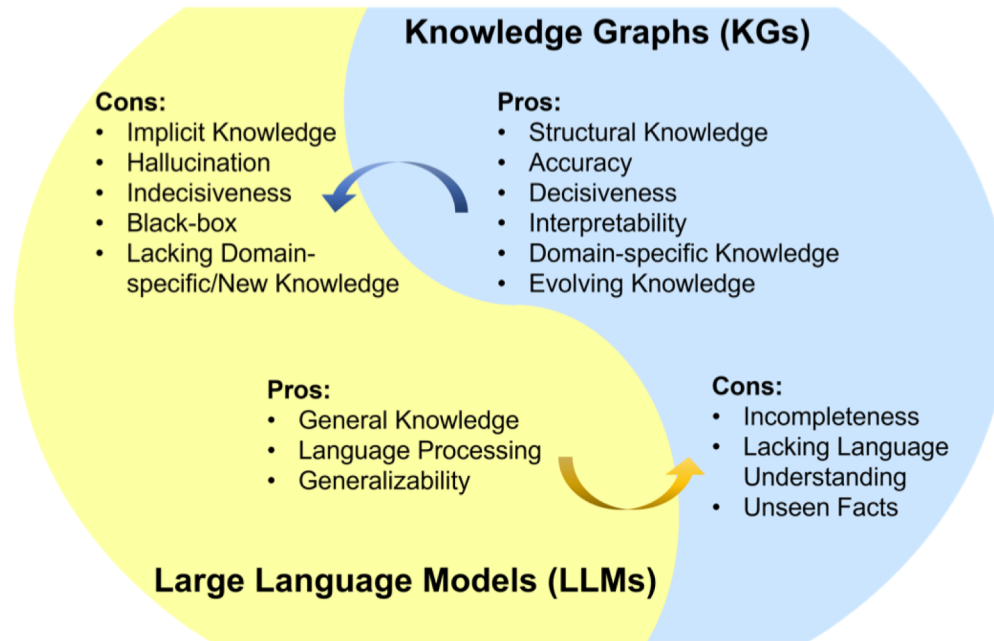 Knowledge Graphs (KGs)
Cons:
• Implicit Knowledge
• Hallucination
• Indecisiveness
• Black-box
• Lacking Domain-
specific/New Knowledge
Pros:
• Structural Knowledge
• Accuracy
• Decisiveness
• Interpretability
• Domain-specific Knowledge
• Evolving Knowledge
Pros:
• General Knowledge
• Language Processing
• Generalizability
Cons:
• Incompleteness
• Lacking Language
Understanding
• Unseen Facts
Large Language Models (LLMs)